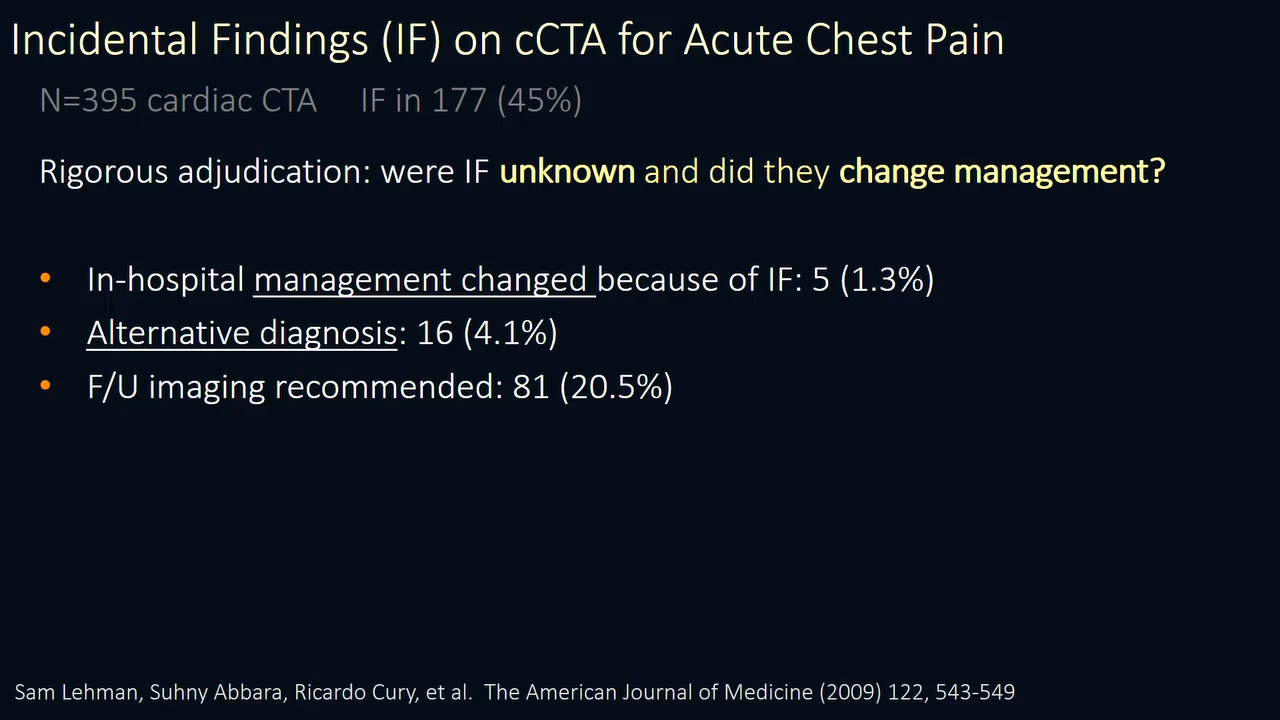 Incidental Findings (IF) on cCTA for Acute Chest Pain
N=395 cardiac CTA IF in 177 (45%)
Rigorous adjudication: were IF unknown and did they change management?
• In-hospital management changed because of IF: 5 (1.3%)
• Alternative diagnosis: 16 (4.1%)
• F/U imaging recommended: 81 (20.5%)
Sam Lehman, Suhny Abbara, Ricardo Cury, et al. The American Journal of Medicine (2009) 122, 543-549